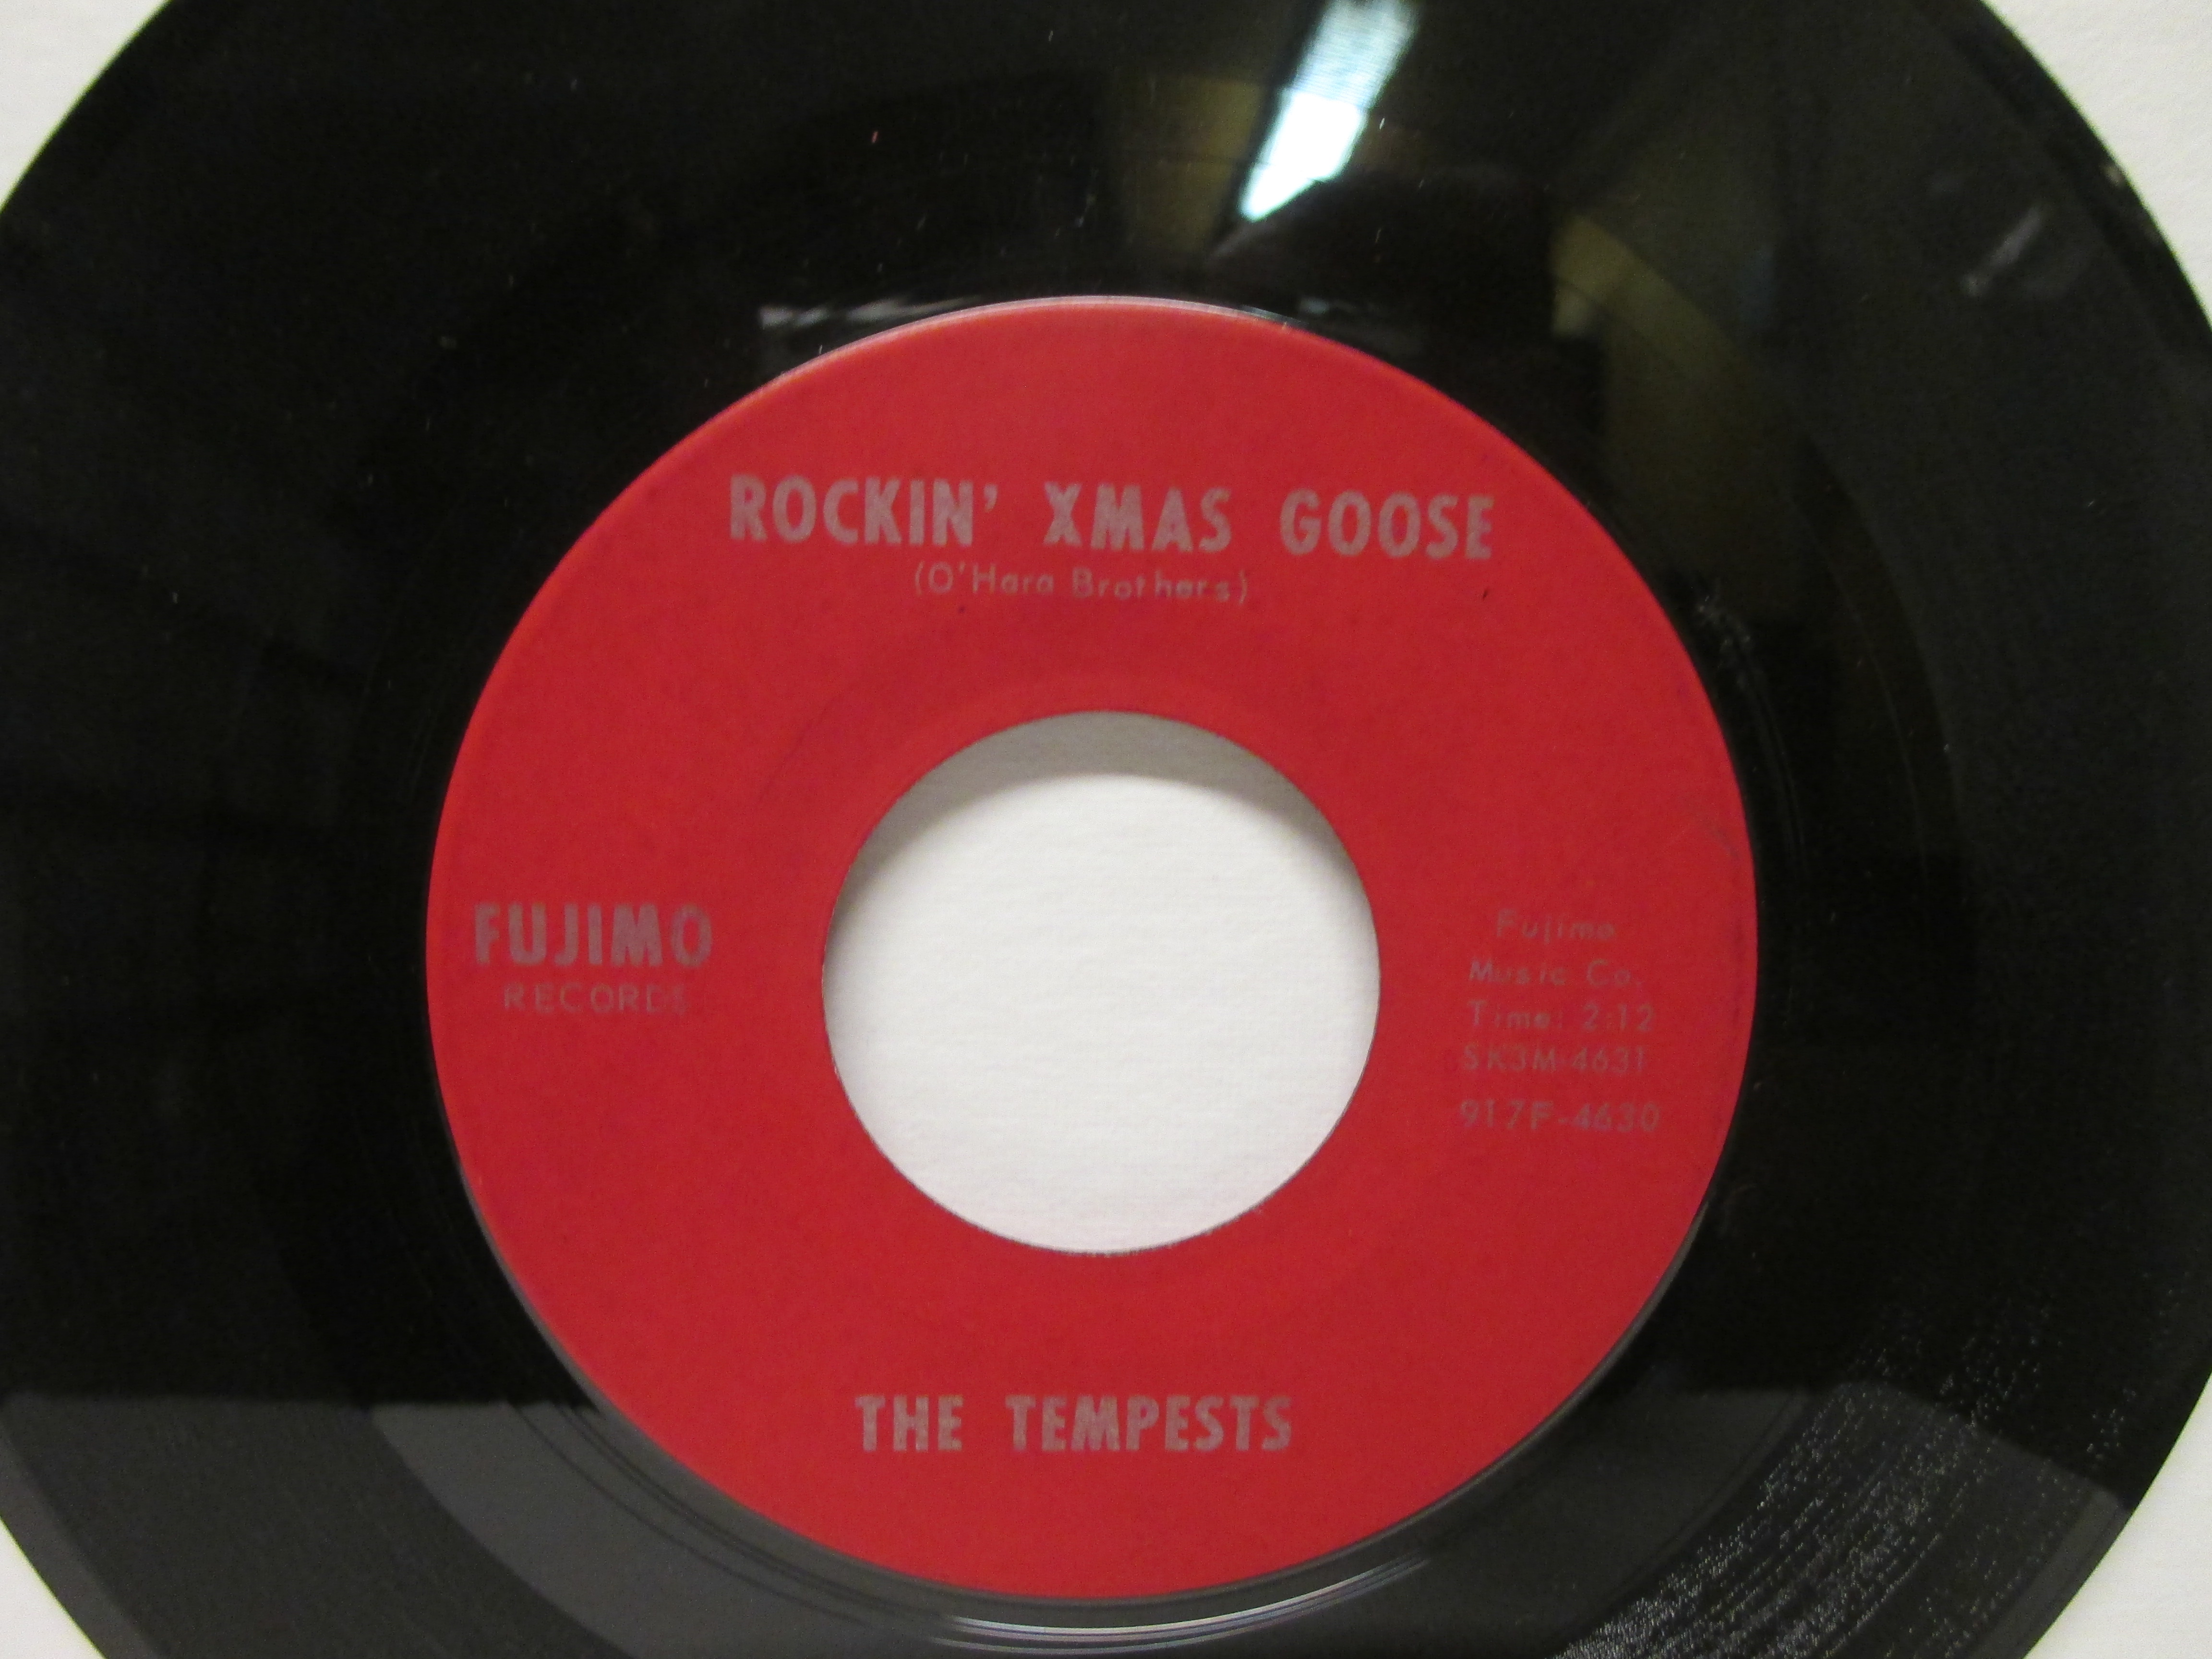 ROCKIN' XMAS GOOSE
(O'Hara Brothers)
FUJIMO
RECORDS
Fujimo
Music Co.
Time: 2:12
SK3M-4631
917F-4630
THE TEMPESTS